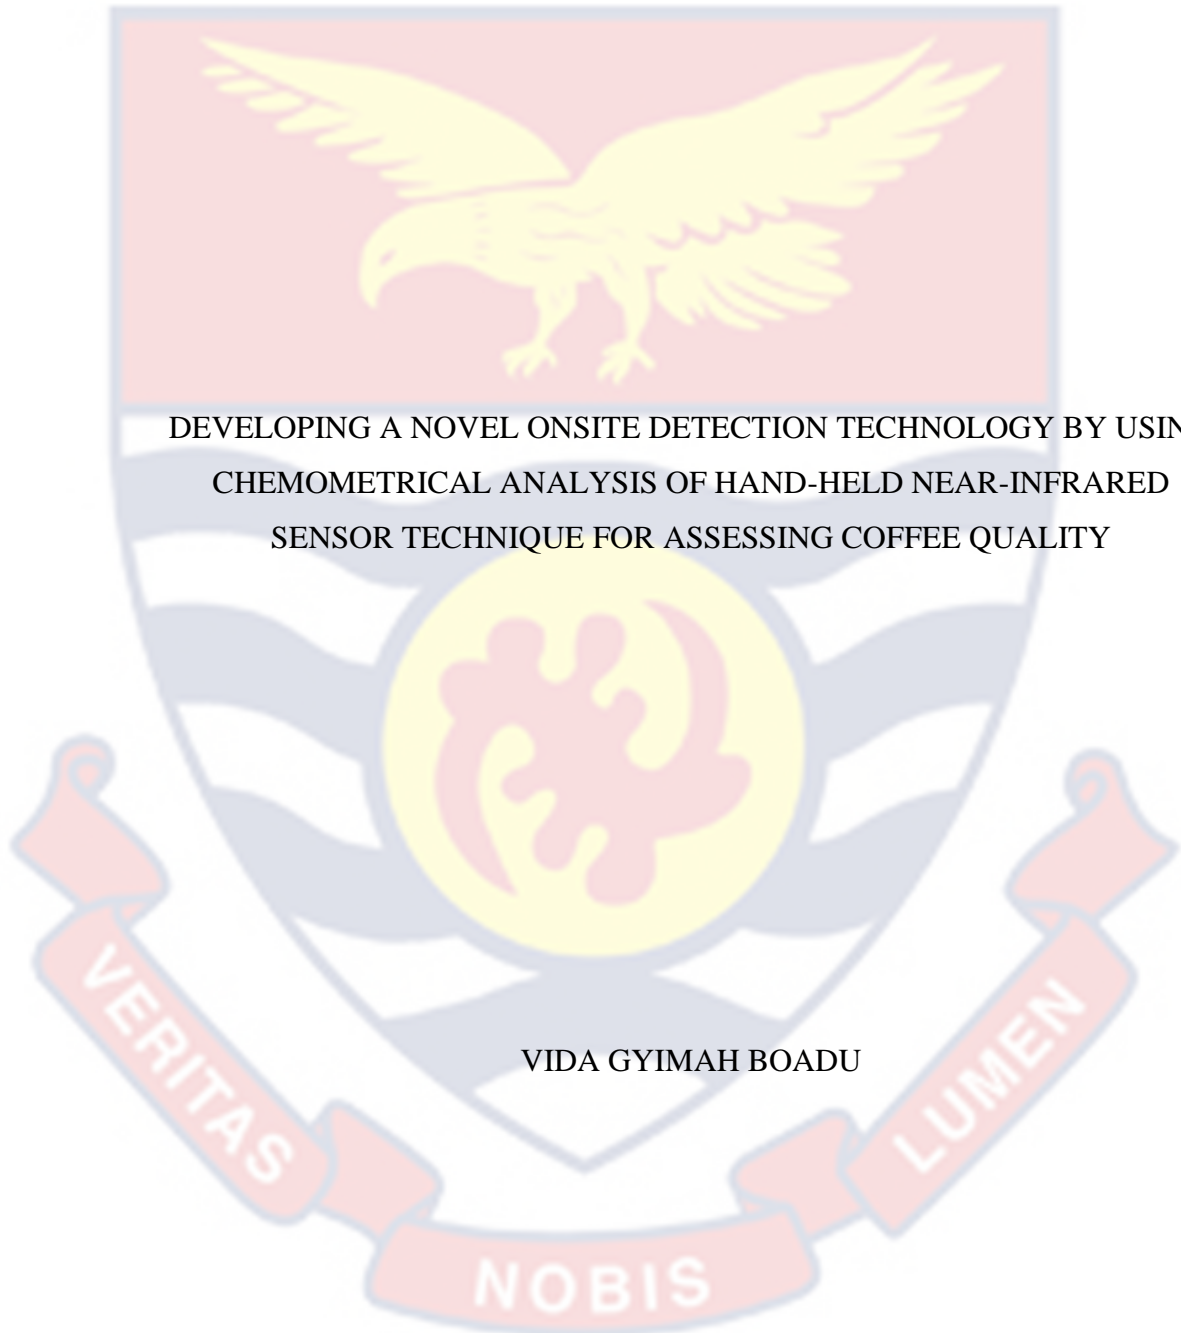 DEVELOPING A NOVEL ONSITE DETECTION TECHNOLOGY BY USIN
CHEMOMETRICAL ANALYSIS OF HAND-HELD NEAR-INFRARED
SENSOR TECHNIQUE FOR ASSESSING COFFEE QUALITY
VIDA GYIMAH BOADU
VERITAS
NOBIS
LUMEN